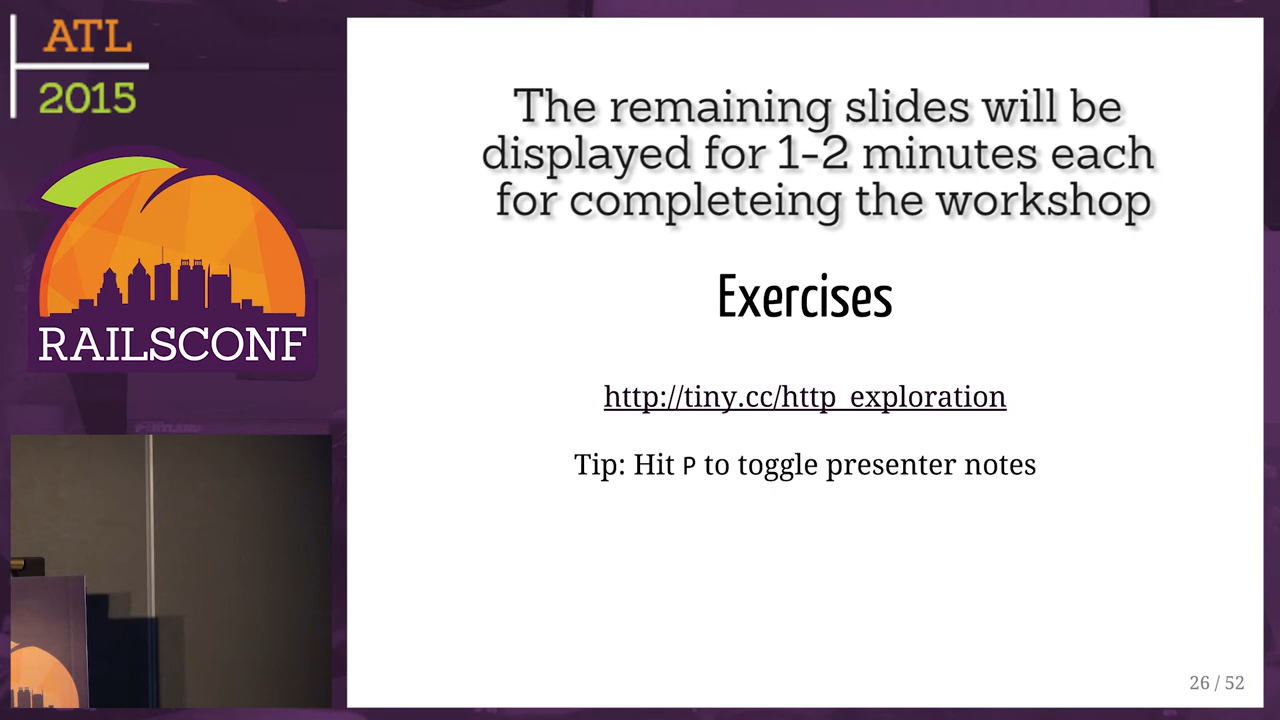 ATL
2015
RAILSCONF
The remaining slides will be
displayed for 1-2 minutes each
for completeing the workshop
Exercises
http://tiny.cc/http_exploration
Tip: Hit P to toggle presenter notes
26 / 52